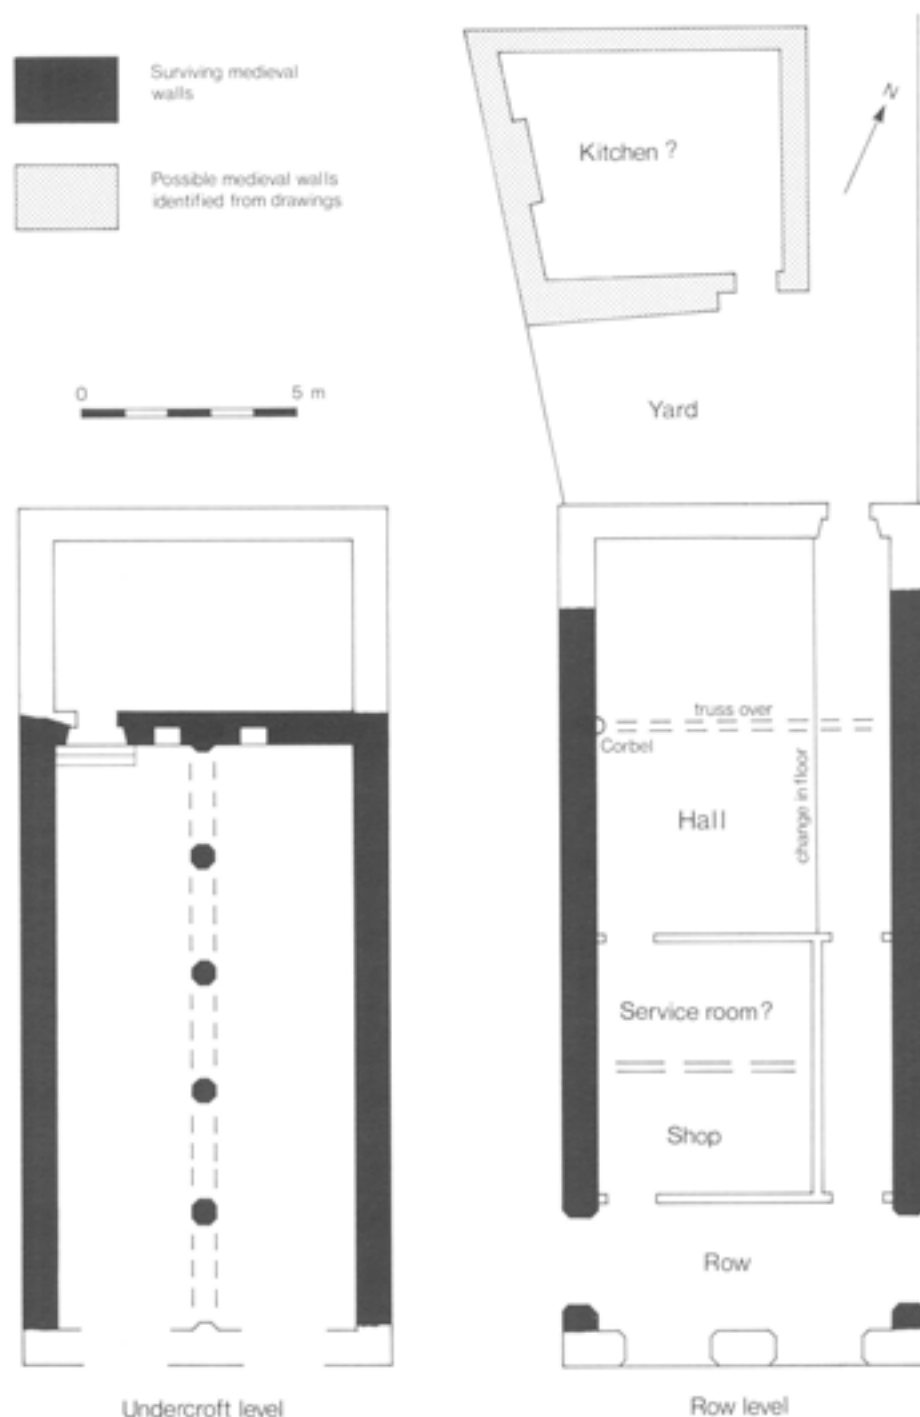 Surviving medieval
walls
Possible medieval walls
identified from drawings
0 5 m
N
Kitchen ?
Yard
truss over
Corbel
change in floor
Hall
Service room?
Shop
Row
Undercroft level
Row level